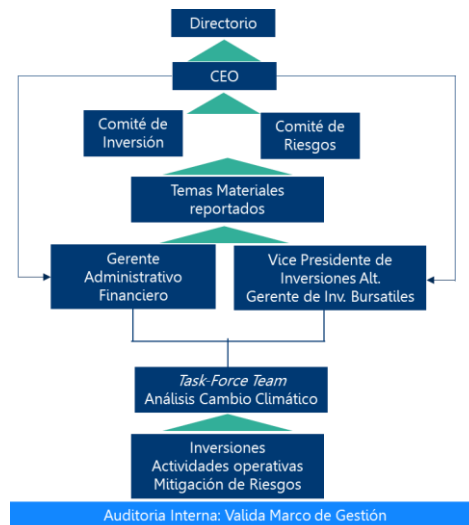 Directorio
CEO
Comité de
Inversión
Comité de
Riesgos
Temas Materiales
reportados
Gerente
Administrativo
Financiero
Vice Presidente de
Inversiones Alt.
Gerente de Inv. Bursatiles
Task-Force Team
Análisis Cambio Climático
Inversiones
Actividades operativas
Mitigación de Riesgos
Auditoria Interna: Valida Marco de Gestión